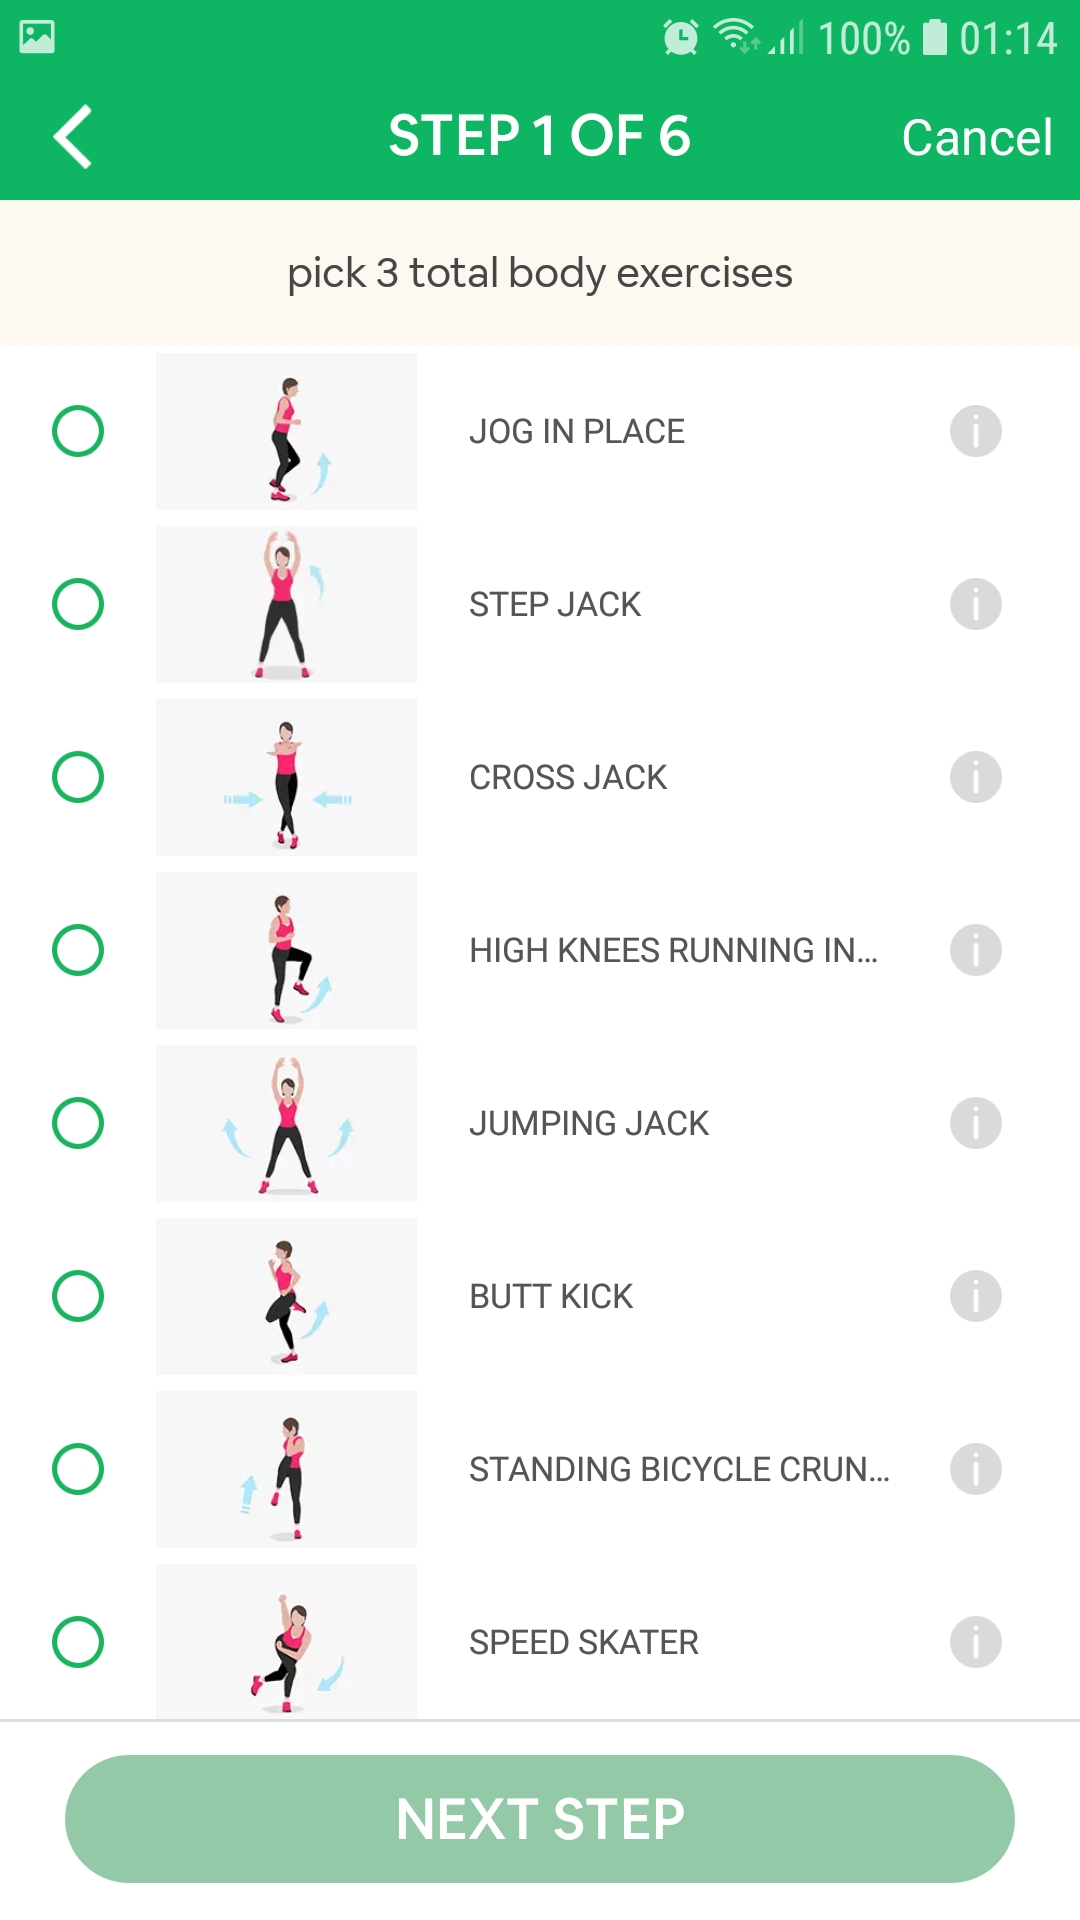 100% 01:14
STEP 1 OF 6 Cancel
pick 3 total body exercises
JOG IN PLACE
STEP JACK
CROSS JACK
HIGH KNEES RUNNING IN...
JUMPING JACK
BUTT KICK
STANDING BICYCLE CRUN...
SPEED SKATER
NEXT STEP